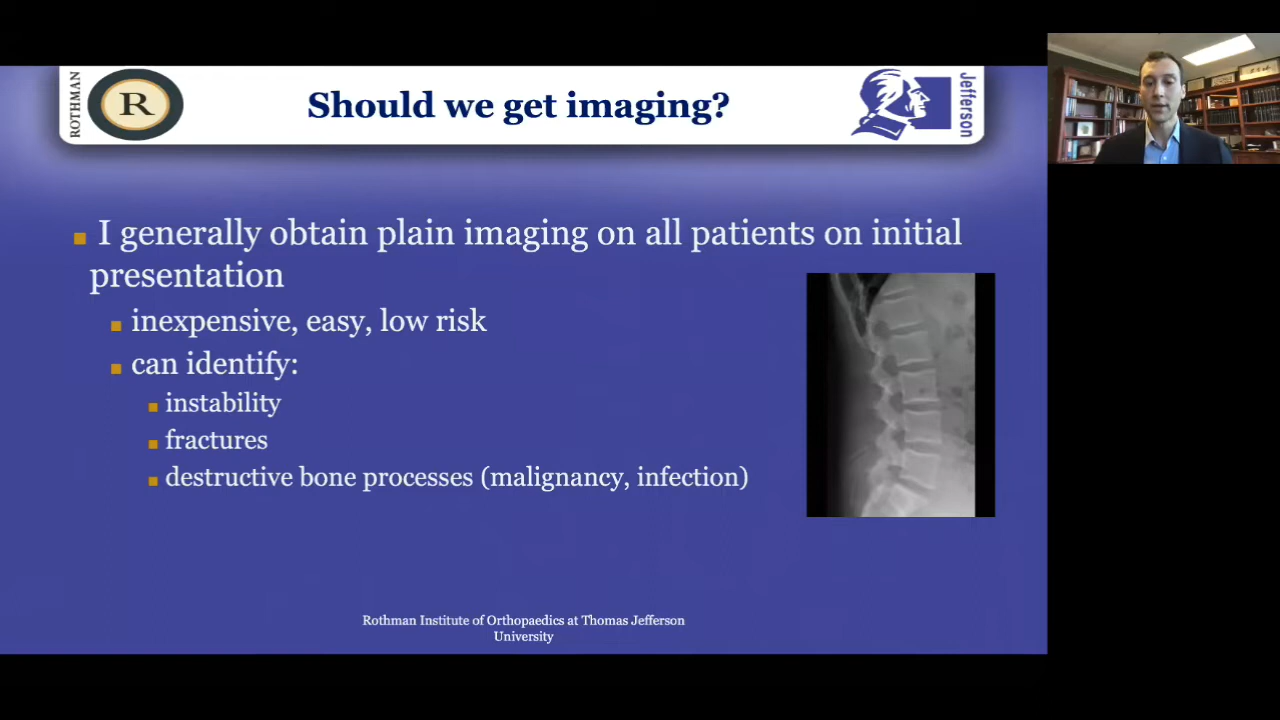 ROTHMAN
R
Should we get imaging?
Jefferson
I generally obtain plain imaging on all patients on initial
presentation
inexpensive, easy, low risk
can identify:
instability
fractures
destructive bone processes (malignancy, infection)
Rothman Institute of Orthopaedics at Thomas Jefferson
University